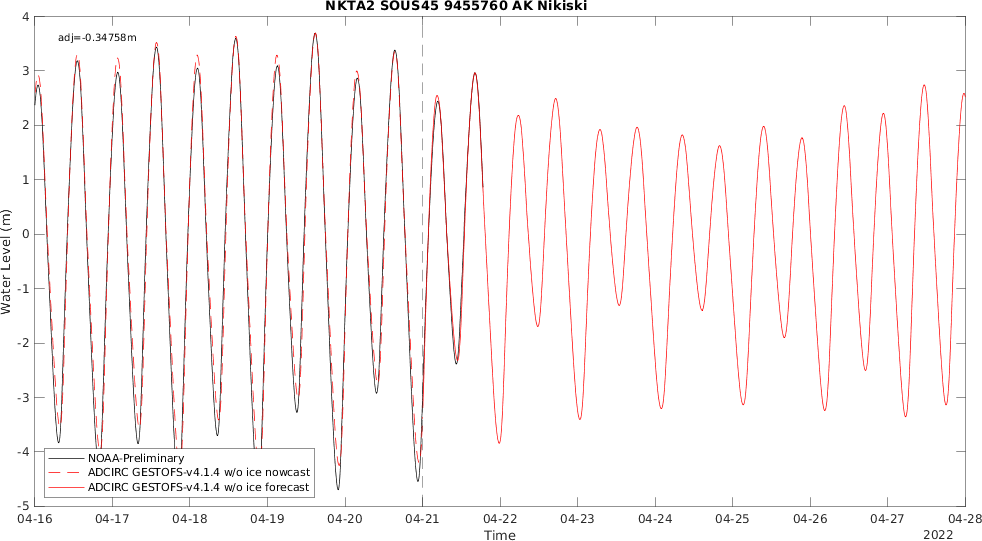 NKTA2 SOUS45 9455760 AK Nikiski
adj=-0.34758m
4
3
2
1
0
-1
-2
-3
-4
-5
Water Level (m)
NOAA-Preliminary
ADCIRC GESTOFS-v4.1.4 w/o ice nowcast
ADCIRC GESTOFS-v4.1.4 w/o ice forecast
04-16 04-17 04-18 04-19 04-20 04-21 04-22 04-23 04-24 04-25 04-26 04-27 04-28
Time
2022